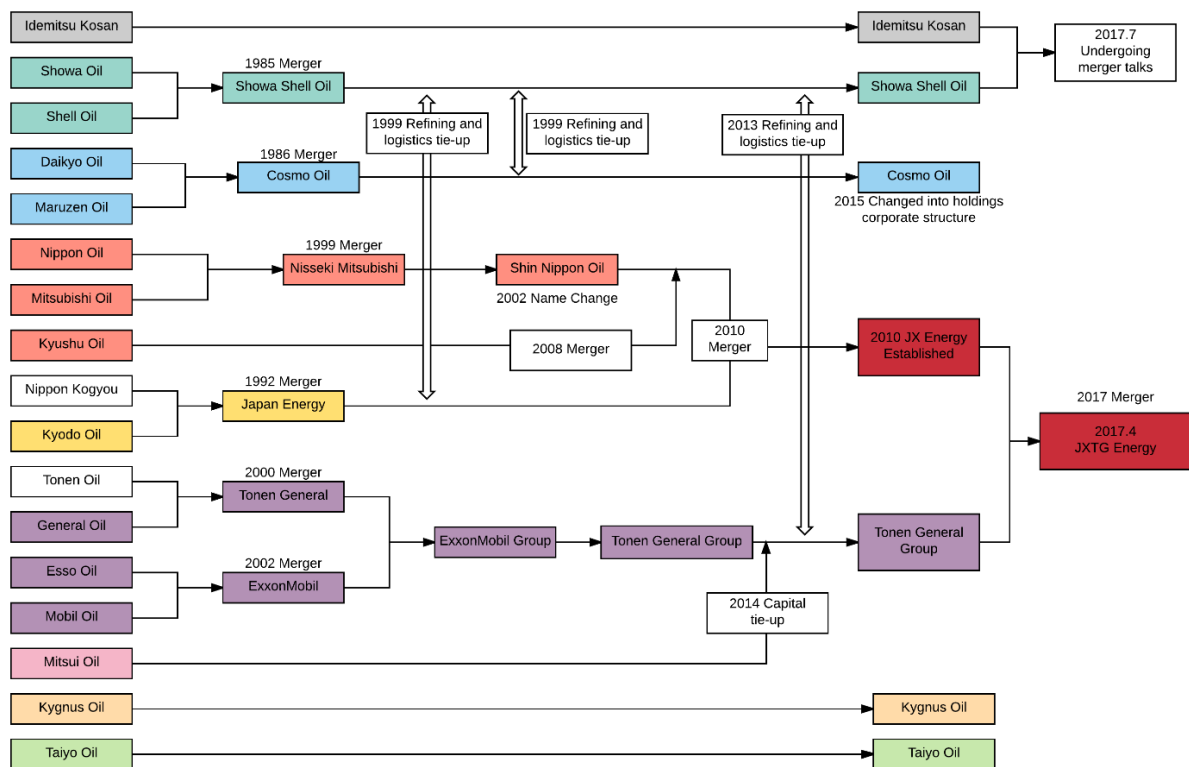 Idemitsu Kosan
Idemitsu Kosan
2017.7
Undergoing
merger talks
Showa Oil
Shell Oil
1985 Merger
Showa Shell Oil
Showa Shell Oil
1999 Refining and
logistics tie-up
1999 Refining and
logistics tie-up
2013 Refining and
logistics tie-up
Daikyo Oil
Maruzen Oil
1986 Merger
Cosmo Oil
Cosmo Oil
2015 Changed into holdings
corporate structure
Nippon Oil
Mitsubishi Oil
1999 Merger
Nisseki Mitsubishi
Shin Nippon Oil
2002 Name Change
Kyushu Oil
2008 Merger
2010
Merger
2010 JX Energy
Established
Nippon Kogyou
Kyodo Oil
1992 Merger
Japan Energy
2017 Merger
2017.4
JXTG Energy
Tonen Oil
General Oil
2000 Merger
Tonen General
ExxonMobil Group
Tonen General Group
Tonen General
Group
Esso Oil
Mobil Oil
2002 Merger
ExxonMobil
2014 Capital
tie-up
Mitsui Oil
Kygnus Oil
Kygnus Oil
Taiyo Oil
Taiyo Oil